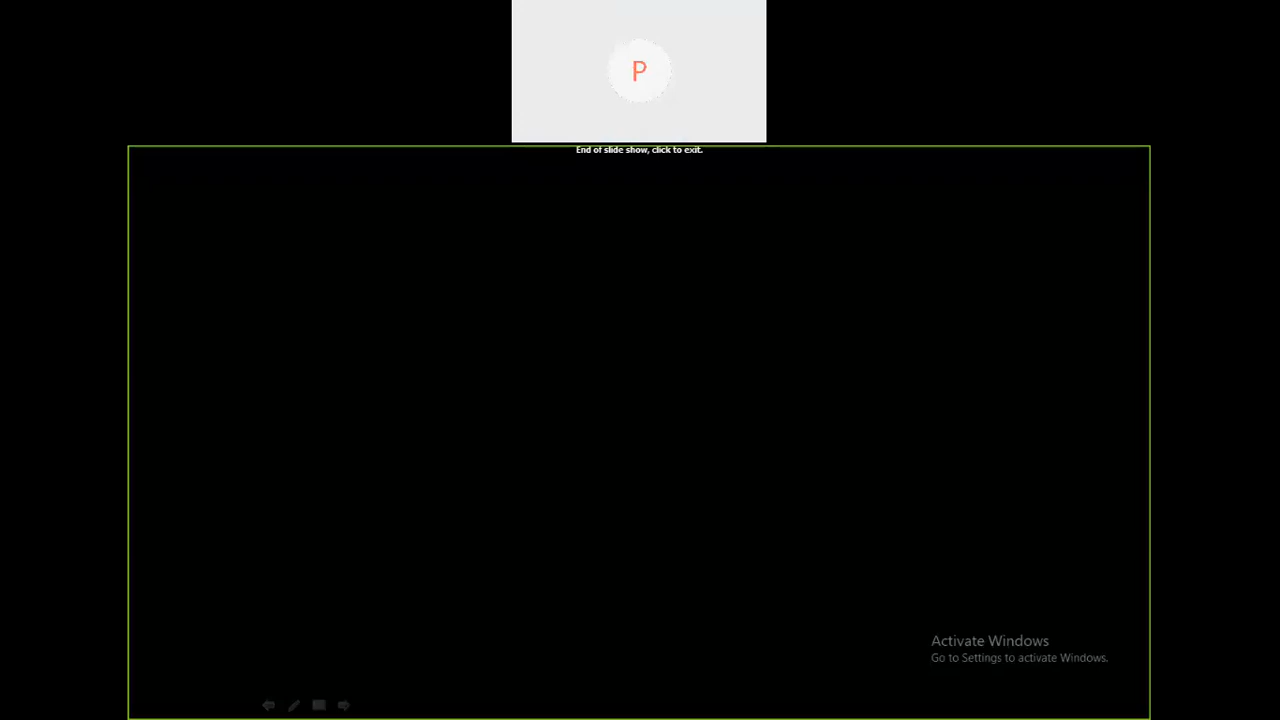 P
End of slide show, click to exit.
Activate Windows
Go to Settings to activate Windows.